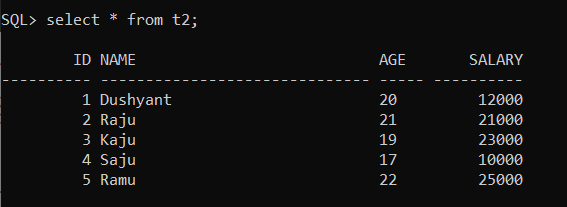 SQL> select * from t2;
ID NAME AGE SALARY
---------- ------------------------------ ----- ----------
1 Dushyant 20 12000
2 Raju 21 21000
3 Kaju 19 23000
4 Saju 17 10000
5 Ramu 22 25000